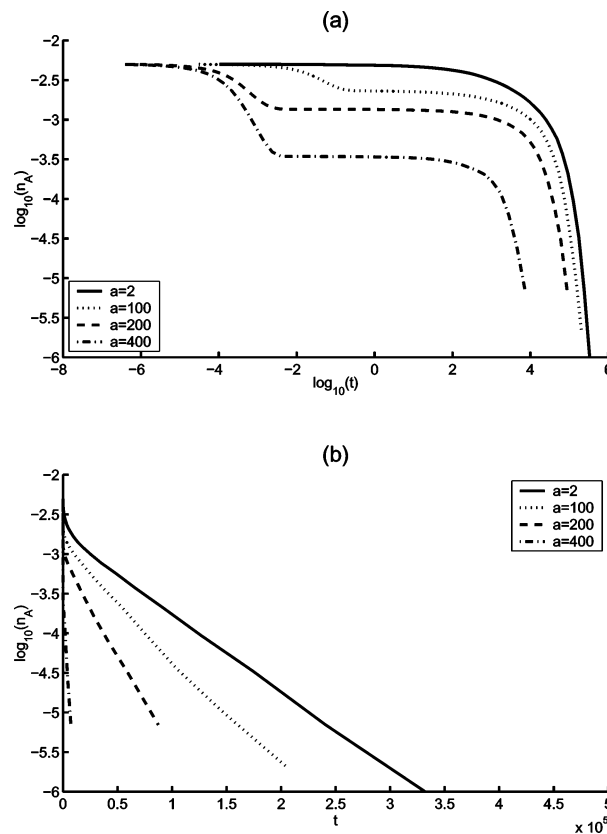 (a)
-2
-2.5
-3
-3.5
-4
-4.5
-5
-5.5
-6
log10(nA)
a=2
a=100
a=200
a=400
-8 -6 -4 -2 0 2 4 6
log10(t)
(b)
-2
-2.5
-3
-3.5
-4
-4.5
-5
-5.5
-6
log10(nA)
a=2
a=100
a=200
a=400
0 0.5 1 1.5 2 2.5 3 3.5 4 4.5 5
t
x 10^5